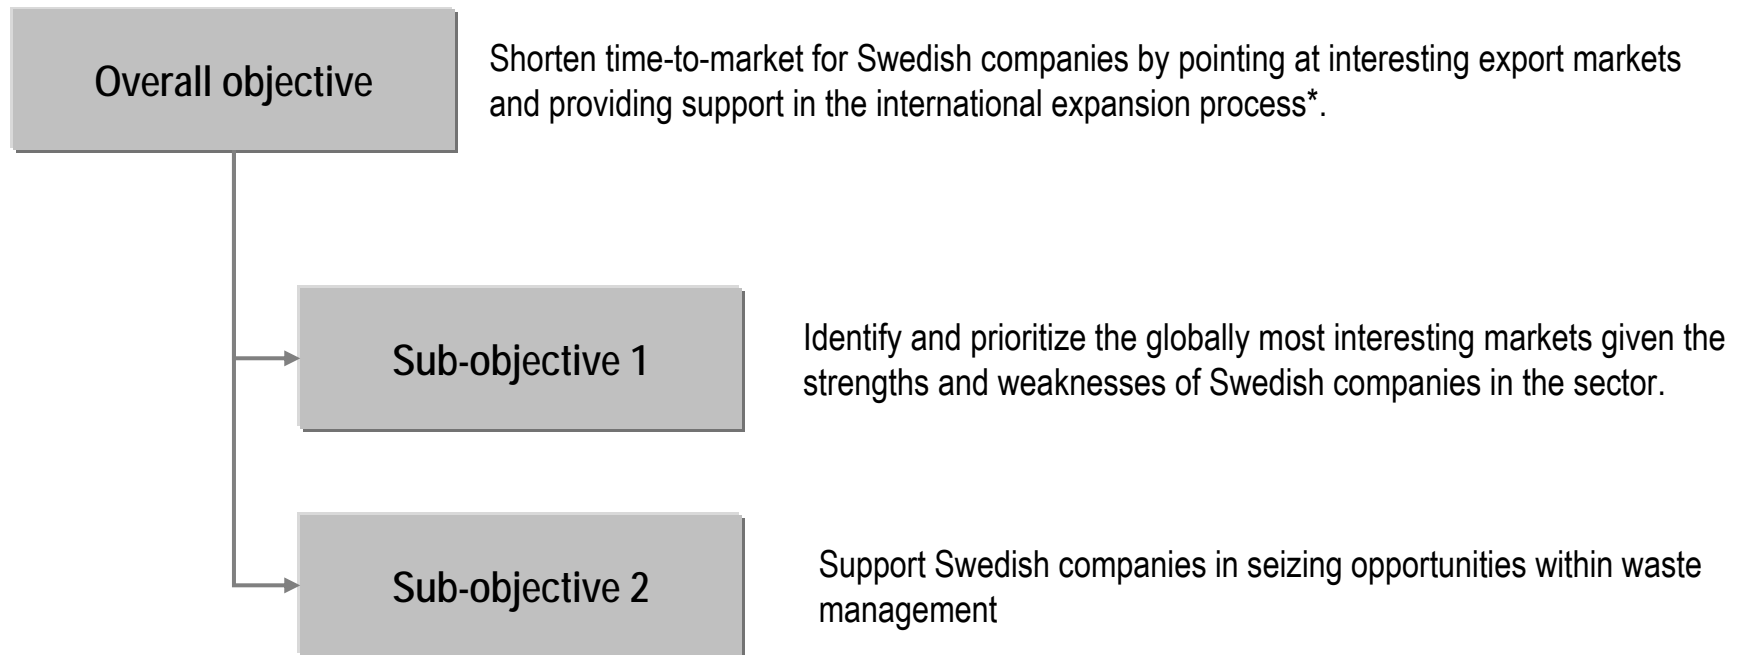 Overall objective
Shorten time-to-market for Swedish companies by pointing at interesting export markets
and providing support in the international expansion process*.
Sub-objective 1
Identify and prioritize the globally most interesting markets given the
strengths and weaknesses of Swedish companies in the sector.
Sub-objective 2
Support Swedish companies in seizing opportunities within waste
management